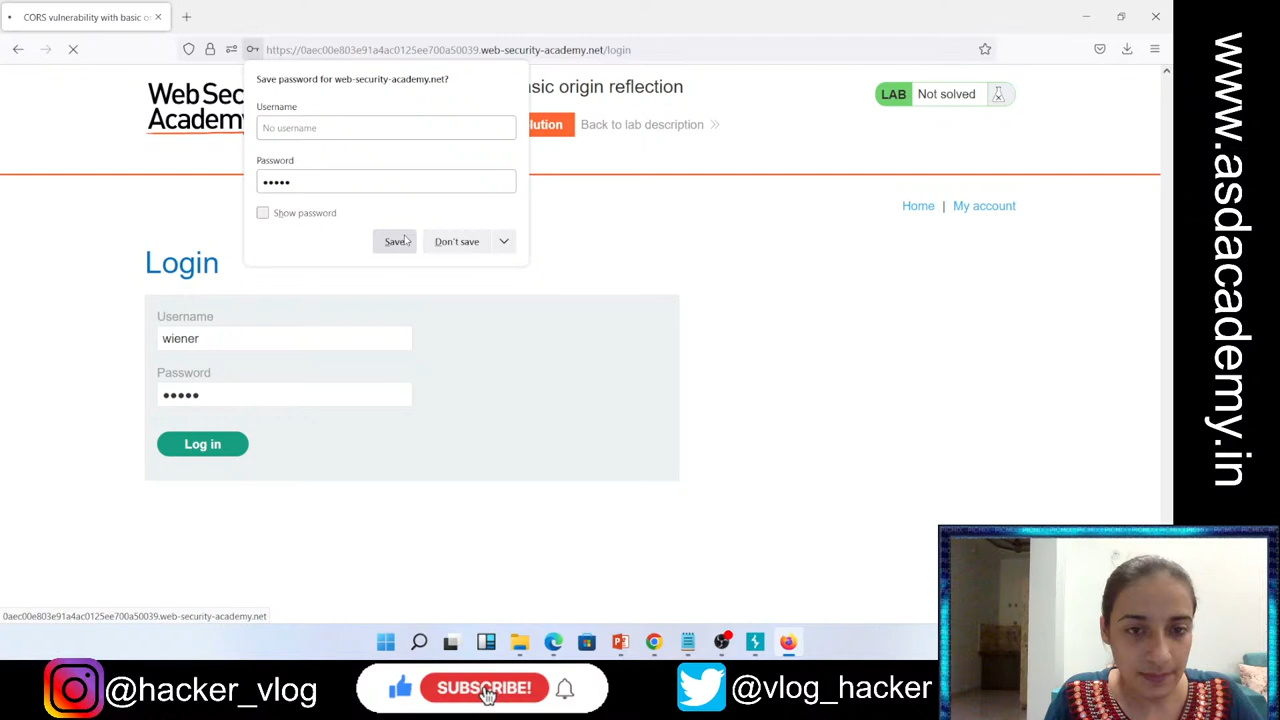 CORS vulnerability with basic or
https://0aec00e803e91a4ac0125ee700a50039.web-security-academy.net/login
Web Sec
Academy
asic origin reflection
LAB Not solved
lution Back to lab description
Save password for web-security-academy.net?
Username
No username
Password
•••••
Show password
Save Don't save
Home | My account
Login
Username
wiener
Password
•••••
Log in
0aec00e803e91a4ac0125ee700a50039.web-security-academy.net
www.asdacademy.in
@hacker_vlog
SUBSCRIBE!
@vlog_hacker